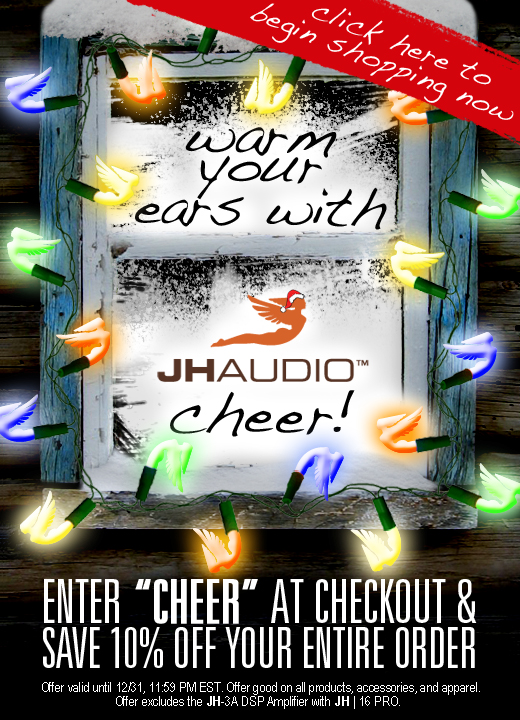 click here to
begin shopping now
warm
your
ears with
JHAUDIO™
cheer!
ENTER “CHEER” AT CHECKOUT &
SAVE 10% OFF YOUR ENTIRE ORDER
Offer valid until 12/31, 11:59 PM EST. Offer good on all products, accessories, and apparel.
Offer excludes the JH-3A DSP Amplifier with JH | 16 PRO.